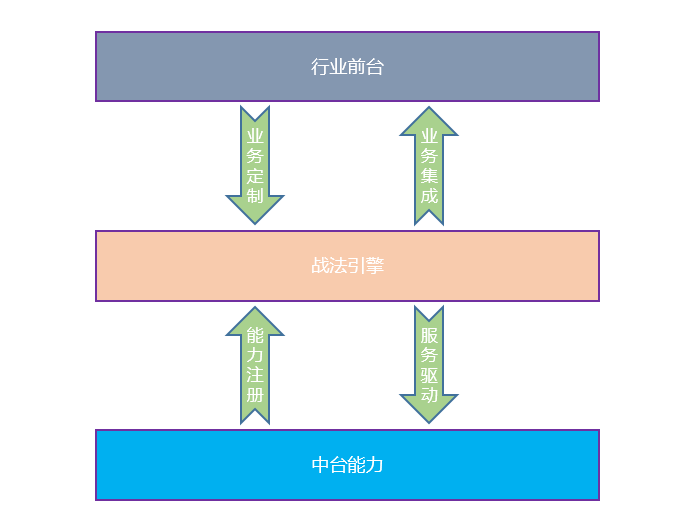 行业前台
业务定制
业务集成
战法引擎
能力注册
服务驱动
中台能力